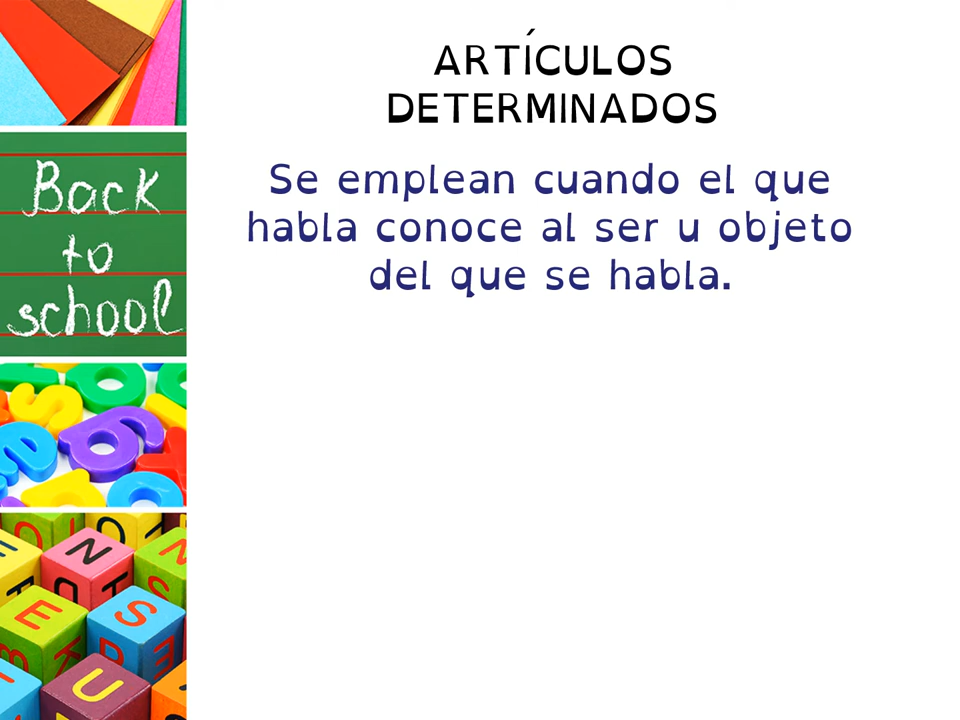 ARTÍCULOS
DETERMINADOS
Se emplean cuando el que
habla conoce al ser u objeto
del que se habla.
Back
to
school